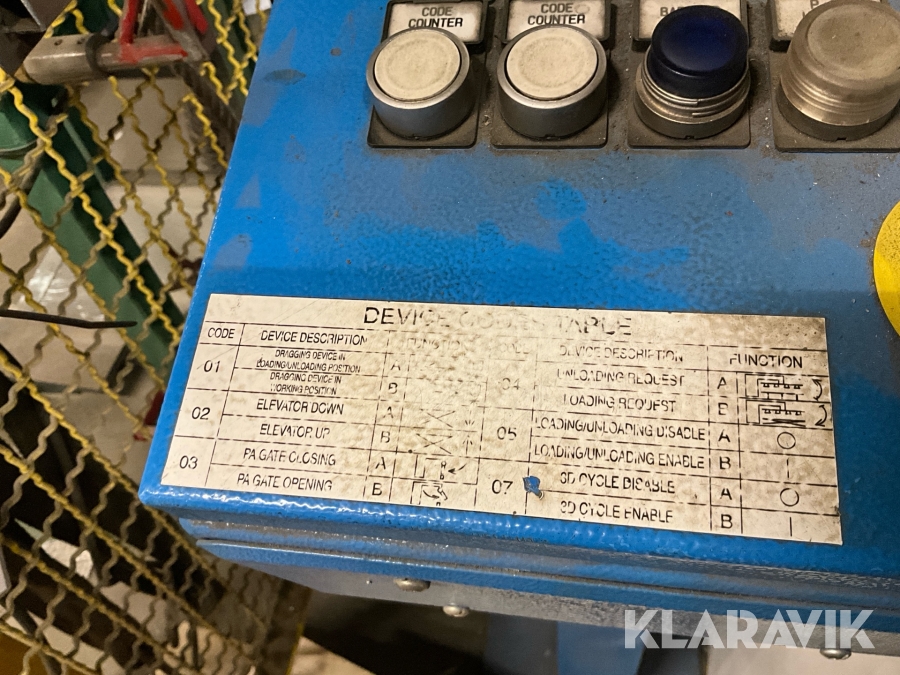 CODE
COUNTER
CODE
COUNTER
DEVICE TABLE
CODE DEVICE DESCRIPTION DEVICE DESCRIPTION FUNCTION
01 DRAGGING DEVICE IN
LOADING/UNLOADING POSITION A
DRAGGING DEVICE IN
WORKING POSITION B
02 ELEVATOR DOWN A
ELEVATOR UP B
03 PA GATE CLOSING A
PA GATE OPENING B
04 UNLOADING REQUEST A
LOADING REQUEST B
05 LOADING/UNLOADING DISABLE A
LOADING/UNLOADING ENABLE B
07 3D CYCLE DISABLE A
3D CYCLE ENABLE B
KLARAVIK